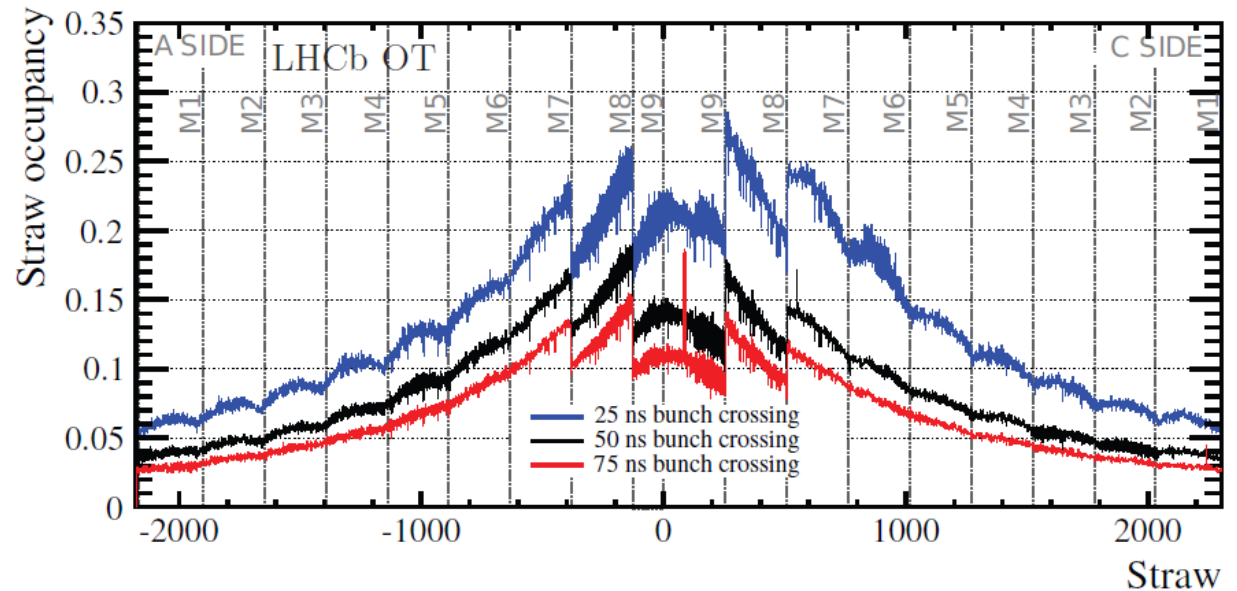 Straw occupancy
0.35
0.3
0.25
0.2
0.15
0.1
0.05
0
A SIDE
LHCb OT
C SIDE
M1 M2 M3 M4 M5 M6 M7 M8 M9 M9 M8 M7 M6 M5 M4 M3 M2 M1
25 ns bunch crossing
50 ns bunch crossing
75 ns bunch crossing
-2000 -1000 0 1000 2000
Straw